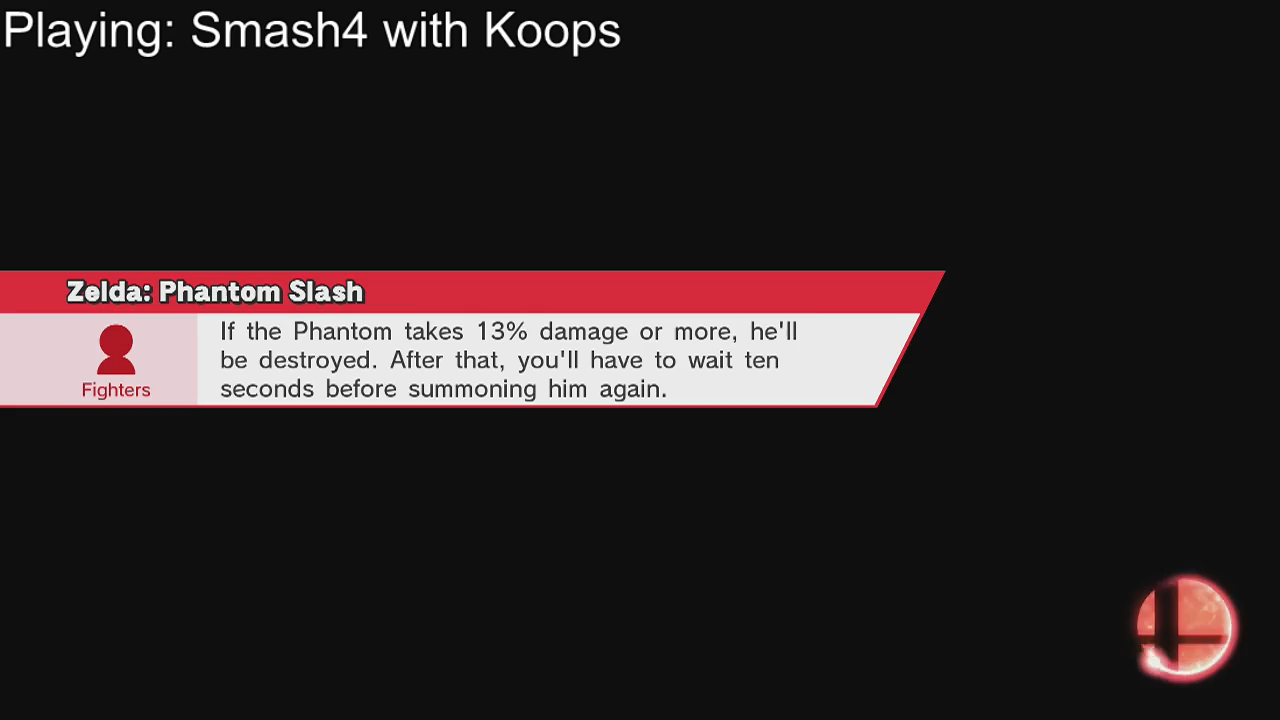 Playing: Smash4 with Koops
Zelda: Phantom Slash
Fighters
If the Phantom takes 13% damage or more, he'll
be destroyed. After that, you'll have to wait ten
seconds before summoning him again.